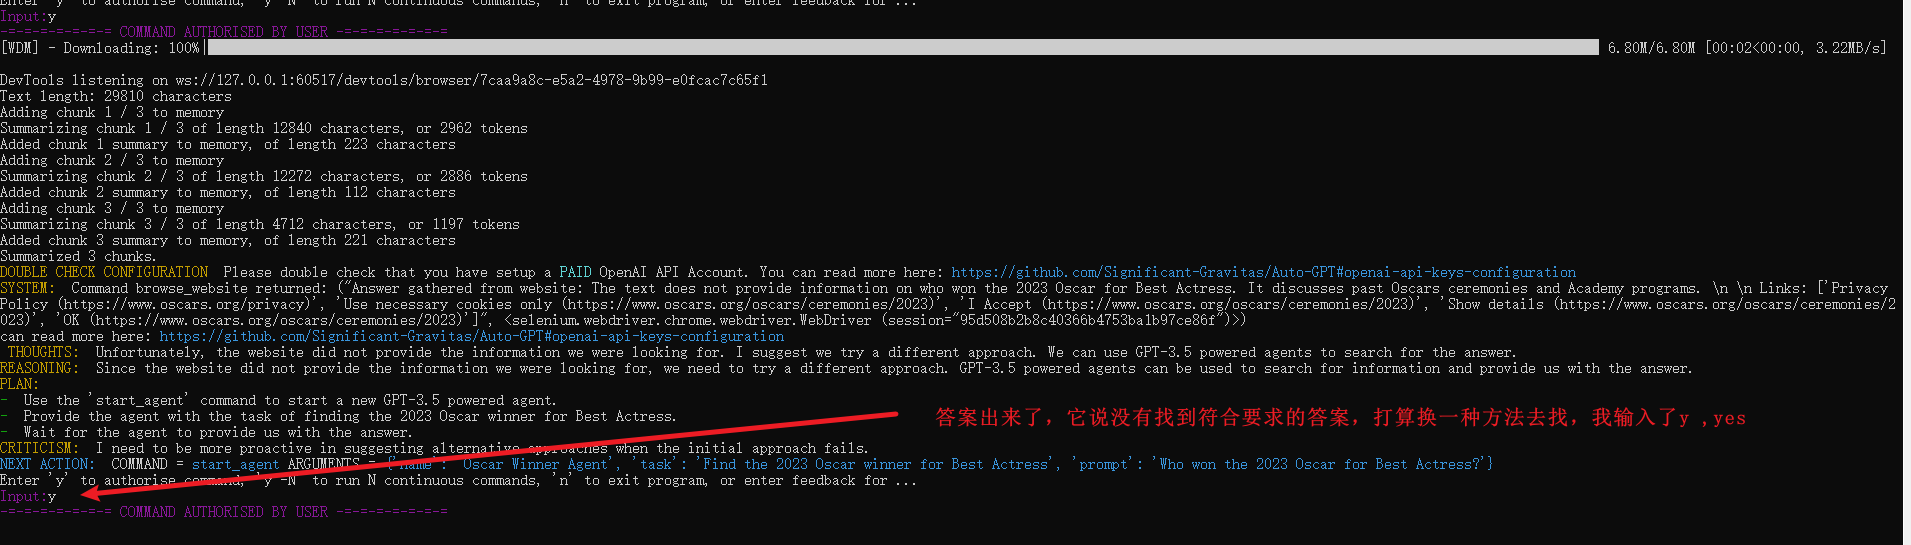 Enter 'y' to authorise command, 'y -N' to run N continuous commands, 'n' to exit program, or enter feedback for ...
Input:y
-=-=-=-=-=-=-= COMMAND AUTHORISED BY USER -=-=-=-=-=-=-=
[WDM] - Downloading: 100%| 6.80M/6.80M [00:02<00:00, 3.22MB/s]
DevTools listening on ws://127.0.0.1:60517/devtools/browser/7caa9a8c-e5a2-4978-9b99-e0fcac7c65f1
Text length: 29810 characters
Adding chunk 1 / 3 to memory
Summarizing chunk 1 / 3 of length 12840 characters, or 2962 tokens
Added chunk 1 summary to memory, of length 223 characters
Adding chunk 2 / 3 to memory
Summarizing chunk 2 / 3 of length 12272 characters, or 2886 tokens
Added chunk 2 summary to memory, of length 112 characters
Adding chunk 3 / 3 to memory
Summarizing chunk 3 / 3 of length 4712 characters, or 1197 tokens
Added chunk 3 summary to memory, of length 221 characters
Summarized 3 chunks.
DOUBLE CHECK CONFIGURATION  Please double check that you have setup a PAID OpenAI API Account. You can read more here: https://github.com/Significant-Gravitas/Auto-GPT#openai-api-keys-configuration
SYSTEM:  Command browse_website returned: ("Answer gathered from website: The text does not provide information on who won the 2023 Oscar for Best Actress. It discusses past Oscars ceremonies and Academy programs. \n \n Links: ['Privacy
Policy (https://www.oscars.org/privacy)', 'Use necessary cookies only (https://www.oscars.org/oscars/ceremonies/2023)', 'I Accept (https://www.oscars.org/oscars/ceremonies/2023)', 'Show details (https://www.oscars.org/oscars/ceremonies/2
023)', 'OK (https://www.oscars.org/oscars/ceremonies/2023)']", <selenium.webdriver.chrome.webdriver.WebDriver (session="95d508b2b8c40366b4753ba1b97ce86f")>)
can read more here: https://github.com/Significant-Gravitas/Auto-GPT#openai-api-keys-configuration
THOUGHTS:  Unfortunately, the website did not provide the information we were looking for. I suggest we try a different approach. We can use GPT-3.5 powered agents to search for the answer.
REASONING:  Since the website did not provide the information we were looking for, we need to try a different approach. GPT-3.5 powered agents can be used to search for information and provide us with the answer.
PLAN:
-  Use the 'start_agent' command to start a new GPT-3.5 powered agent.
-  Provide the agent with the task of finding the 2023 Oscar winner for Best Actress.
-  Wait for the agent to provide us with the answer.
答案出来了，它说没有找到符合要求的答案，打算换一种方法去找，我输入了y ,yes
CRITICISM:  I need to be more proactive in suggesting alternative approaches when the initial approach fails.
NEXT ACTION:  COMMAND = start_agent ARGUMENTS = {'name': 'Oscar Winner Agent', 'task': 'Find the 2023 Oscar winner for Best Actress', 'prompt': 'Who won the 2023 Oscar for Best Actress?'}
Enter 'y' to authorise command, 'y -N' to run N continuous commands, 'n' to exit program, or enter feedback for ...
Input:y
-=-=-=-=-=-=-= COMMAND AUTHORISED BY USER -=-=-=-=-=-=-=